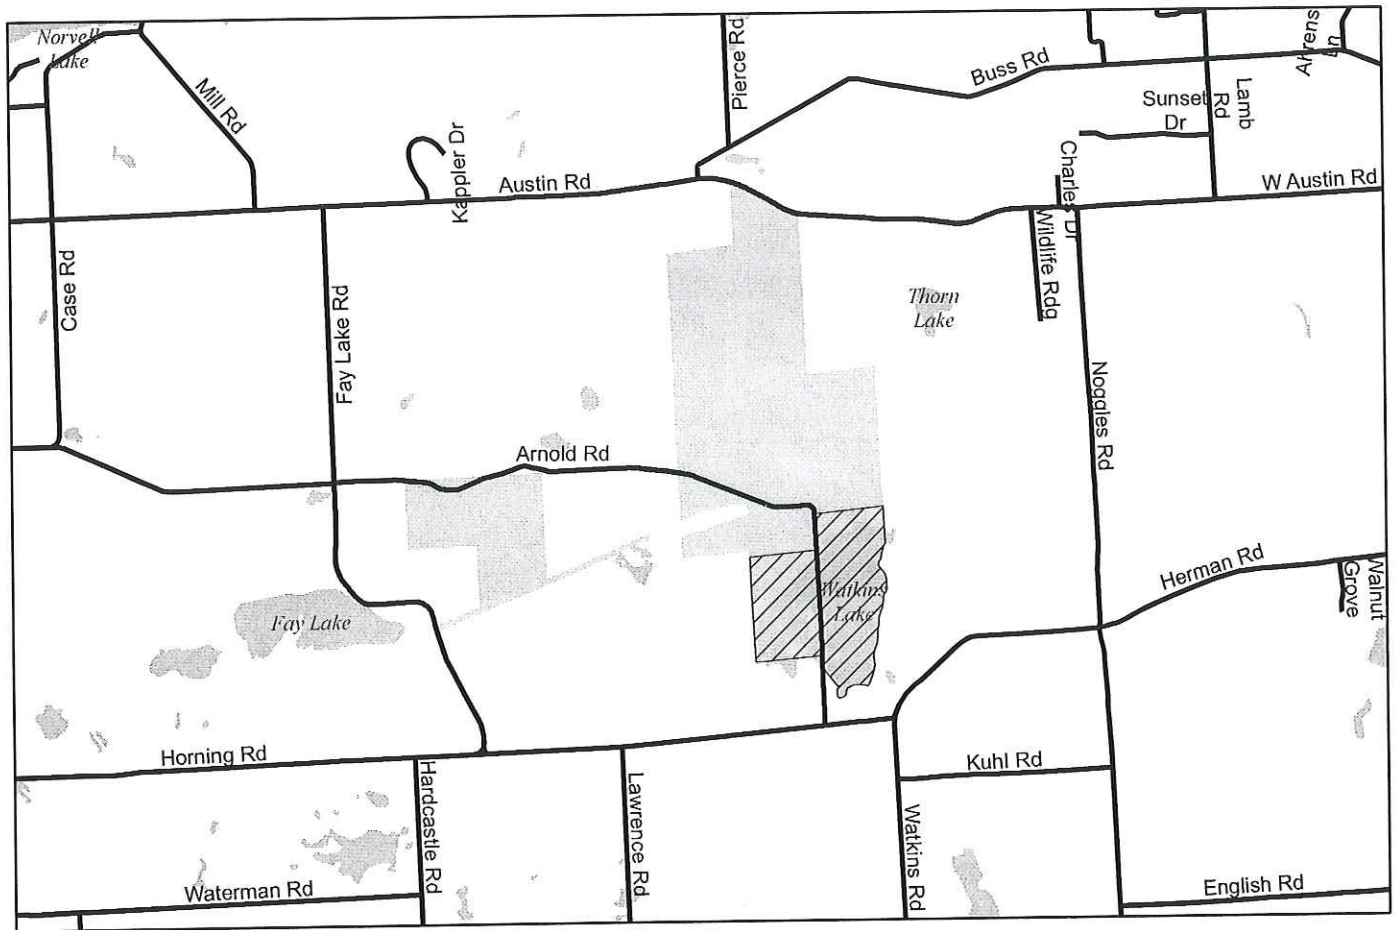 Norvell
Lake
Mill Rd
Kappler Dr
Austin Rd
Pierce Rd
Buss Rd
Ahrens
Ln
Sunset
Dr
Lamb
Rd
Charles Dr
W Austin Rd
Case Rd
Fay Lake Rd
Wildlife Rdg
Thorn
Lake
Noggles Rd
Arnold Rd
Herman Rd
Walnut
Grove
Watkins
Lake
Fay Lake
Horning Rd
Hardcastle Rd
Lawrence Rd
Kuhl Rd
Watkins Rd
Waterman Rd
English Rd